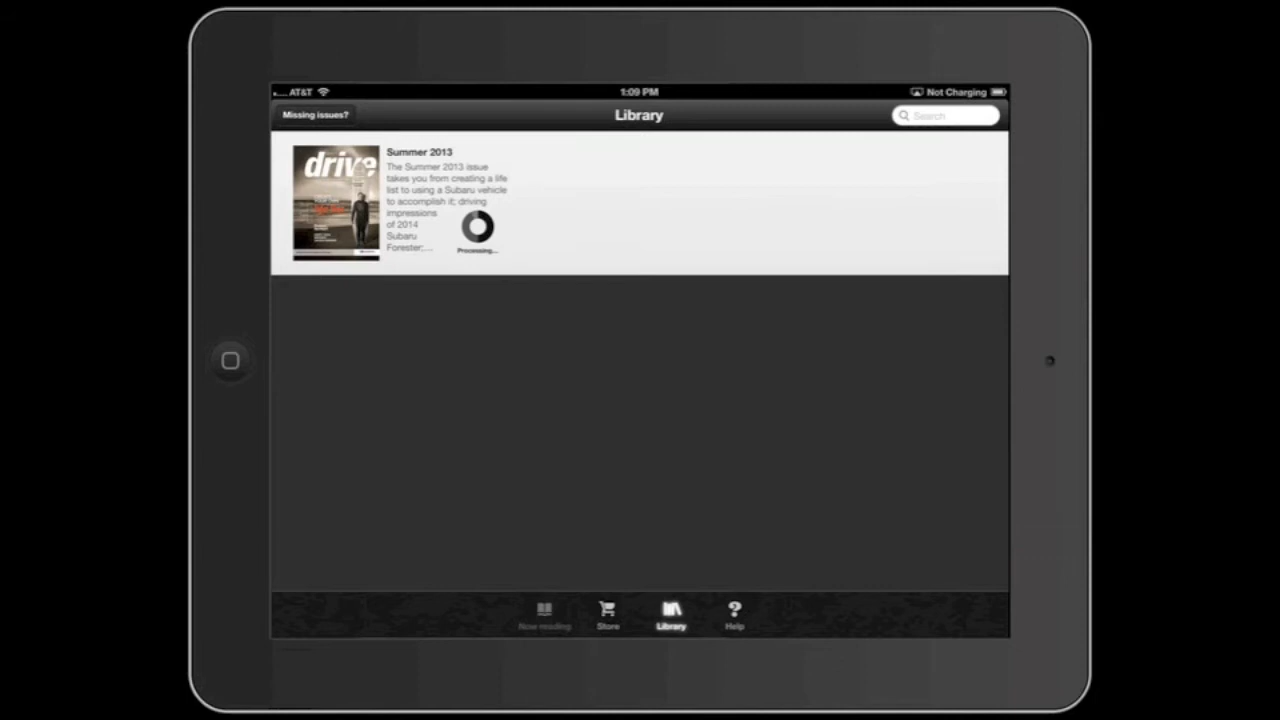 AT&T
1:09 PM
Not Charging
Missing issues?
Library
Search
drive
Summer 2013
The Summer 2013 issue
takes you from creating a life
list to using a Subaru vehicle
to accomplish it; driving
impressions
of 2014
Subaru
Forester;...
Processing...
Now reading
Store
Library
Help